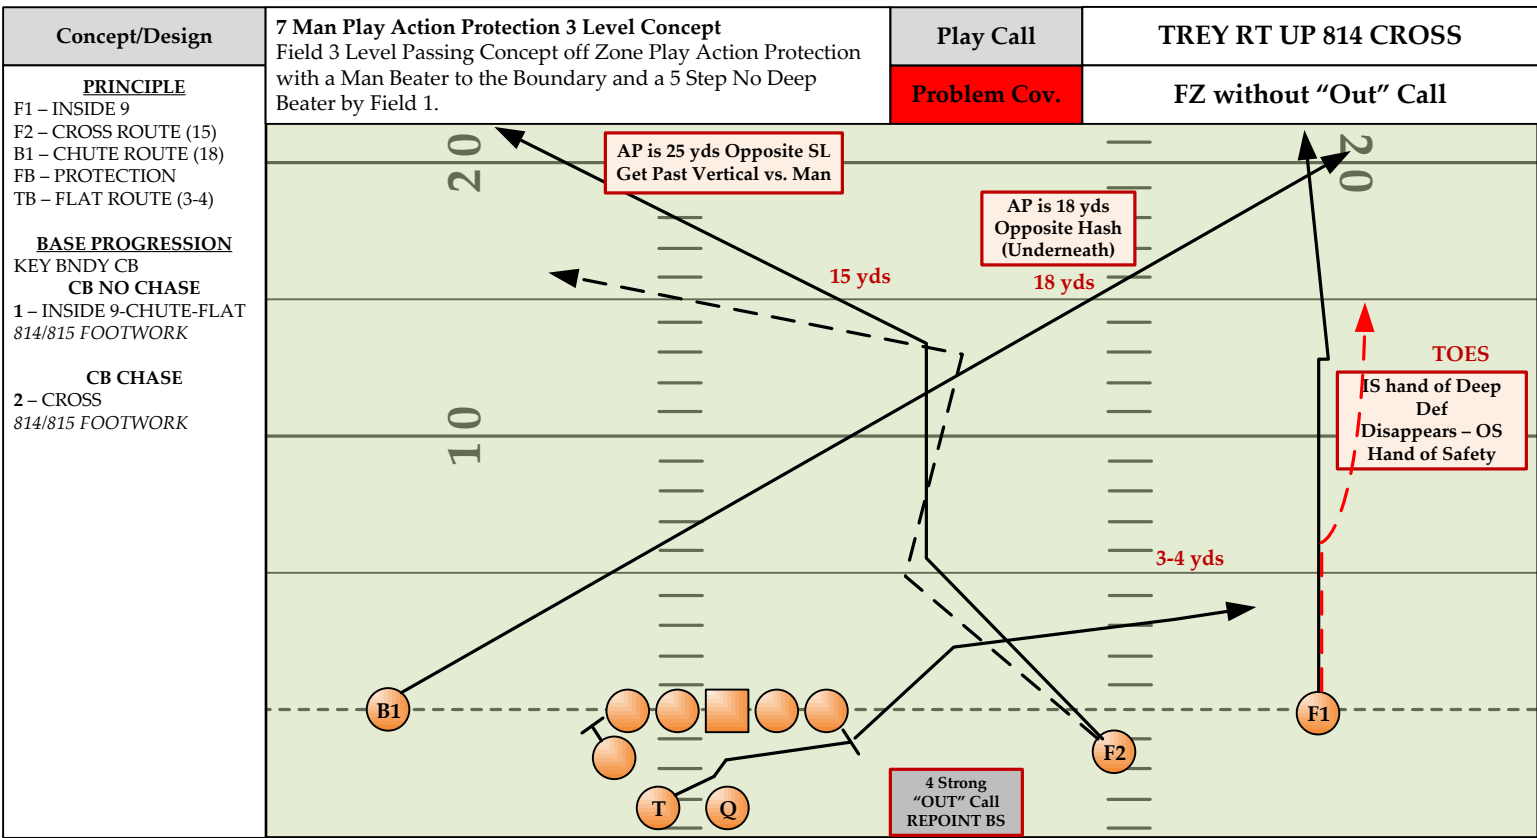 Concept/Design
7 Man Play Action Protection 3 Level Concept
Field 3 Level Passing Concept off Zone Play Action Protection
with a Man Beater to the Boundary and a 5 Step No Deep
Beater by Field 1.
Play Call
TREY RT UP 814 CROSS
Problem Cov.
FZ without “Out” Call
PRINCIPLE
F1 – INSIDE 9
F2 – CROSS ROUTE (15)
B1 – CHUTE ROUTE (18)
FB – PROTECTION
TB – FLAT ROUTE (3-4)
BASE PROGRESSION
KEY BNDY CB
CB NO CHASE
1 – INSIDE 9-CHUTE-FLAT
814/815 FOOTWORK
CB CHASE
2 – CROSS
814/815 FOOTWORK
20
AP is 25 yds Opposite SL
Get Past Vertical vs. Man
20
AP is 18 yds
Opposite Hash
(Underneath)
15 yds
18 yds
TOES
IS hand of Deep
Def
Disappears – OS
Hand of Safety
10
3-4 yds
B1
F1
F2
T
Q
4 Strong
“OUT” Call
REPOINT BS